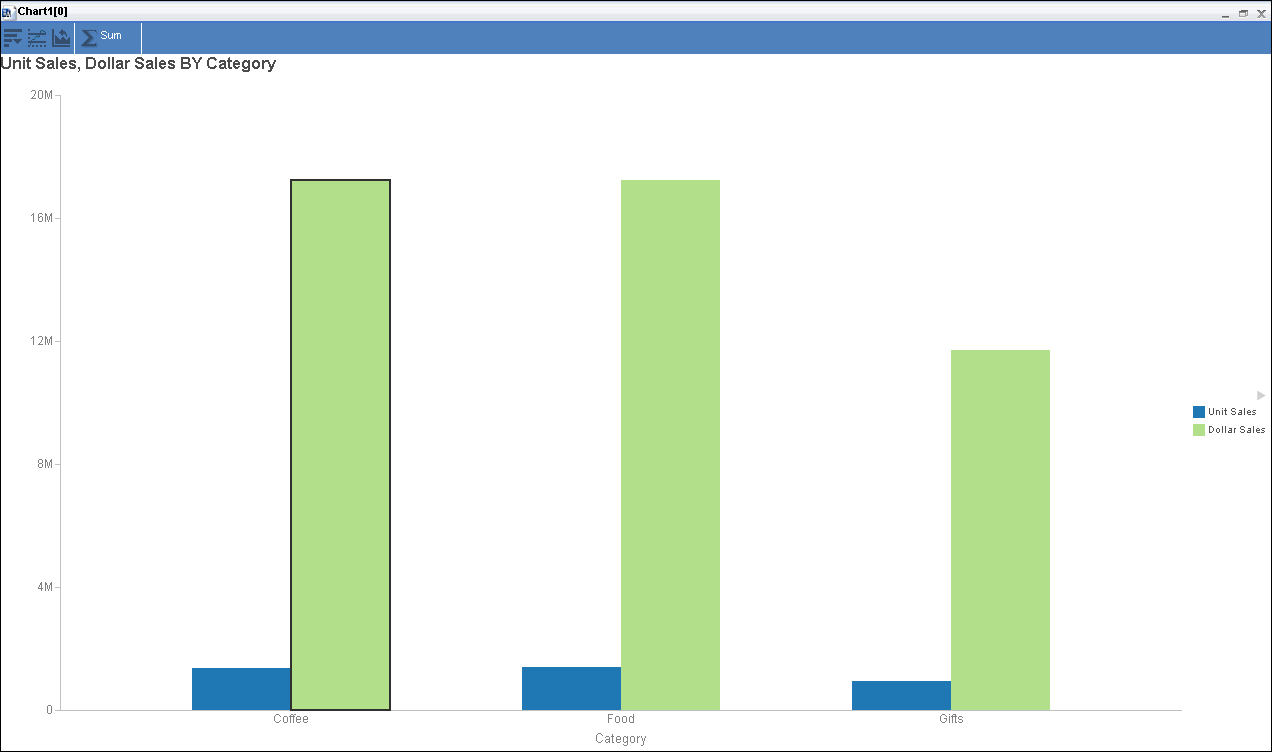 Chart1[0]
Sum
Unit Sales, Dollar Sales BY Category
20M
16M
12M
8M
4M
0
Unit Sales
Dollar Sales
Coffee
Food
Gifts
Category